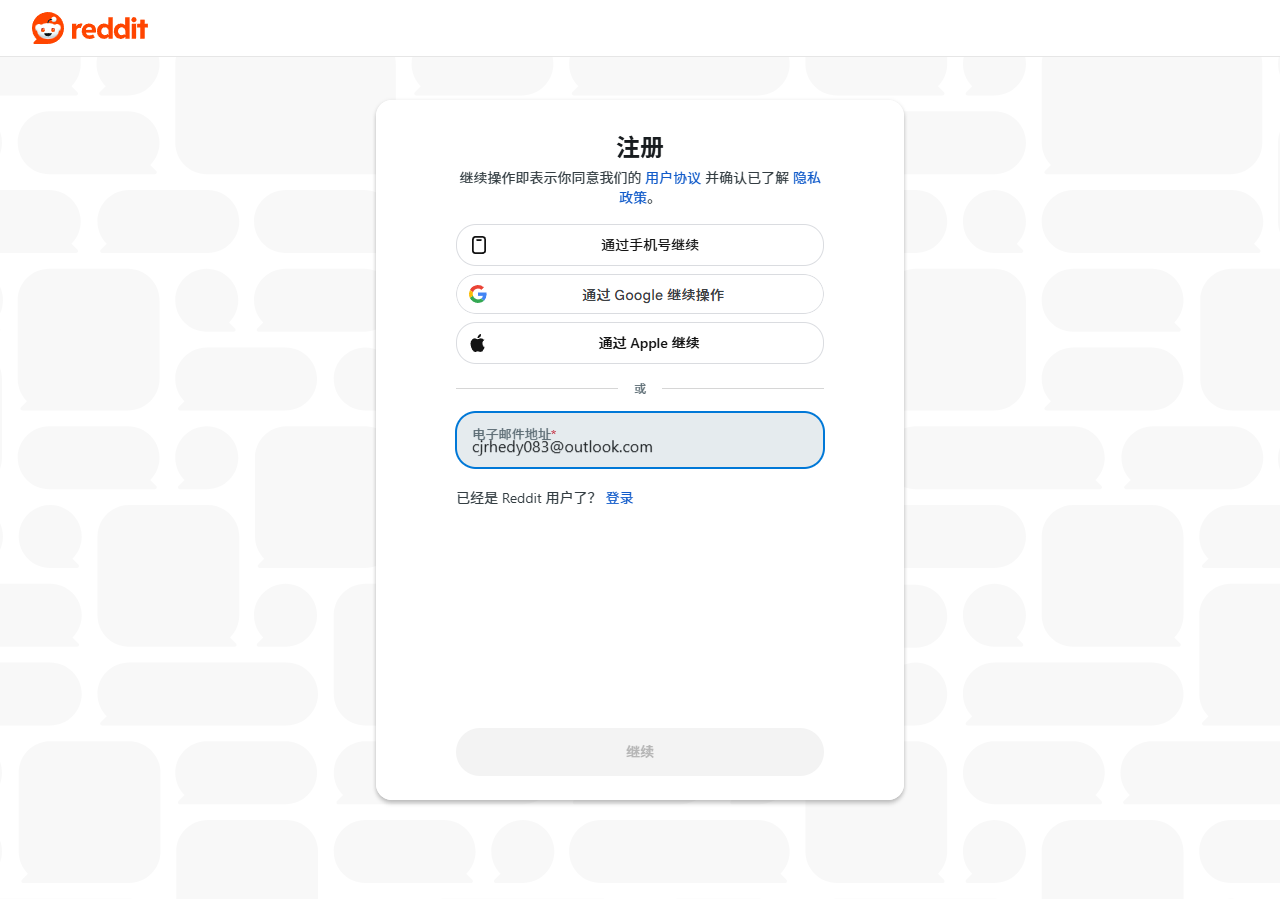 reddit
注册
继续操作即表示你同意我们的 用户协议 并确认已了解 隐私
政策。
通过手机号继续
通过 Google 继续操作
通过 Apple 继续
或
电子邮件地址*
cjrhedy083@outlook.com
已经是 Reddit 用户了？ 登录
继续